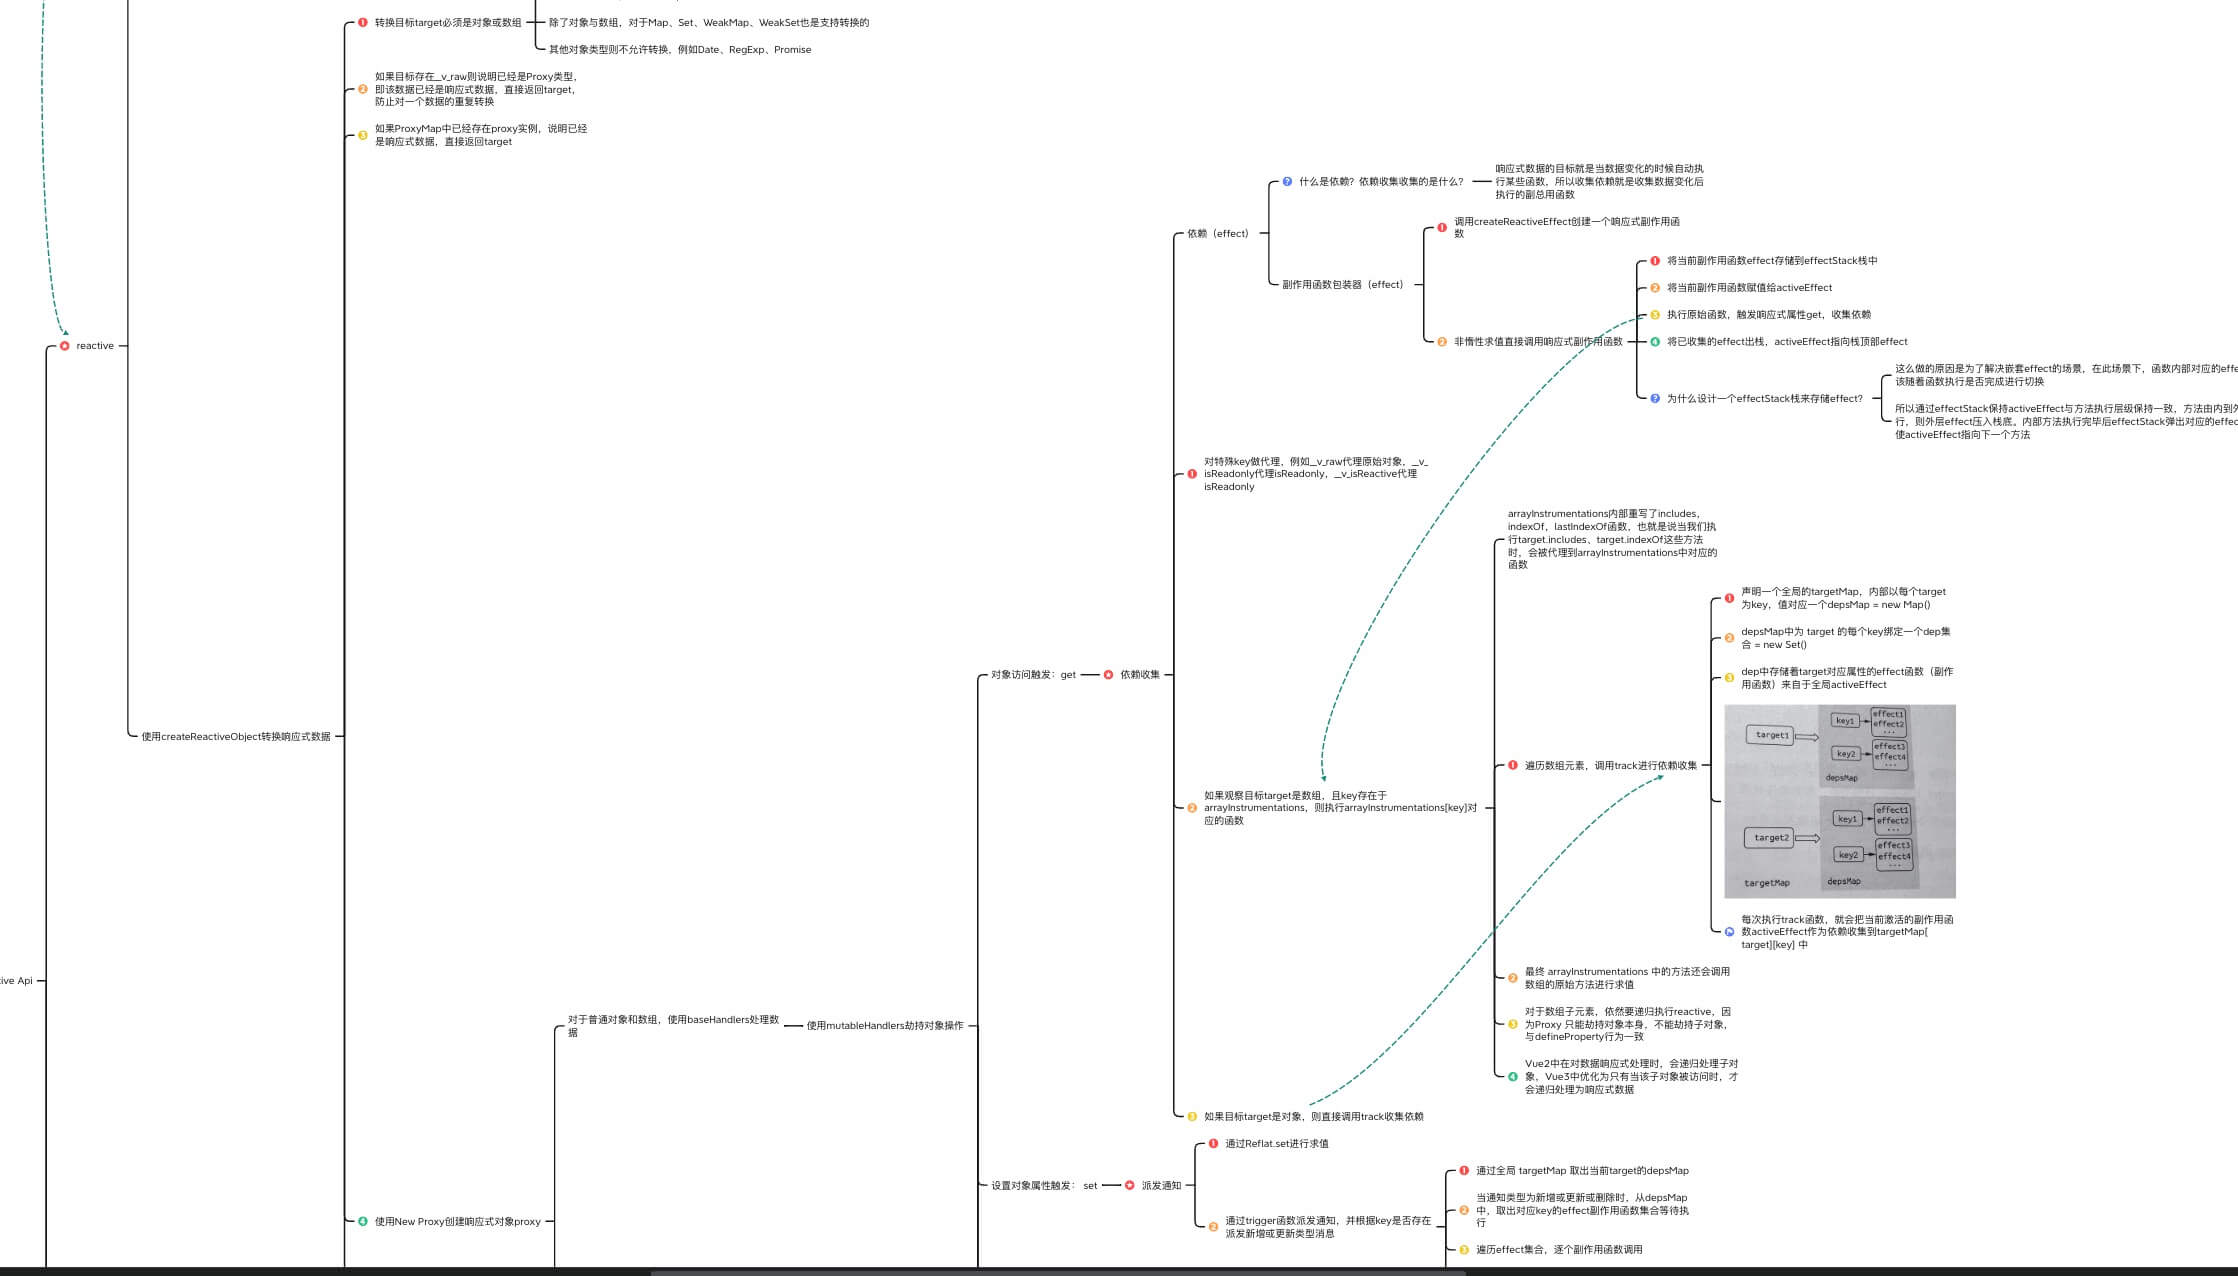 转换目标target必须是对象或数组
除了对象与数组，对于Map、Set、WeakMap、WeakSet也是支持转换的
其他对象类型则不允许转换，例如Date、RegExp、Promise
如果目标存在__v_raw则说明已经是Proxy类型，
即该数据已经是响应式数据，直接返回target，
防止对一个数据的重复转换
如果ProxyMap中已经存在proxy实例，说明已经
是响应式数据，直接返回target
reactive
使用createReactiveObject转换响应式数据
ive Api
使用New Proxy创建响应式对象proxy
对于普通对象和数组，使用baseHandlers处理数
据
使用mutableHandlers劫持对象操作
对象访问触发：get
依赖收集
依赖（effect）
什么是依赖？依赖收集收集的是什么？
响应式数据的目标就是当数据变化的时候自动执
行某些函数，所以收集依赖就是收集数据变化后
执行的副总用函数
副作用函数包装器（effect）
调用createReactiveEffect创建一个响应式副作用函
数
非惰性求值直接调用响应式副作用函数
将当前副作用函数effect存储到effectStack栈中
将当前副作用函数赋值给activeEffect
执行原始函数，触发响应式属性get，收集依赖
将已收集的effect出栈，activeEffect指向栈顶部effect
为什么设计一个effectStack栈来存储effect？
这么做的原因是为了解决嵌套effect的场景，在此场景下，函数内部对应的effe
该随着函数执行是否完成进行切换
所以通过effectStack保持activeEffect与方法执行层级保持一致，方法由内到外
行，则外层effect压入栈底，内部方法执行完毕后effectStack弹出对应的effec
使activeEffect指向下一个方法
对特殊key做代理，例如__v_raw代理原始对象，__v_
isReadonly代理isReadonly，__v_isReactive代理
isReadonly
如果观察目标target是数组，且key存在于
arrayInstrumentations，则执行arrayInstrumentations[key]对
应的函数
arrayInstrumentations内部重写了includes，
indexOf，lastIndexOf函数，也就是说当我们执
行target.includes、target.indexOf这些方法
时，会被代理到arrayInstrumentations中对应的
函数
遍历数组元素，调用track进行依赖收集
声明一个全局的targetMap，内部以每个target
为key，值对应一个depsMap = new Map()
depsMap中为 target 的每个key绑定一个dep集
合 = new Set()
dep中存储着target对应属性的effect函数（副作
用函数）来自于全局activeEffect
target1
key1
effect1
effect2
...
key2
effect3
effect4
...
depsMap
target2
key1
effect1
effect2
...
key2
effect3
effect4
...
targetMap
depsMap
每次执行track函数，就会把当前激活的副作用函
数activeEffect作为依赖收集到targetMap[
target][key] 中
最终 arrayInstrumentations 中的方法还会调用
数组的原始方法进行求值
对于数组子元素，依然要递归执行reactive，因
为Proxy 只能劫持对象本身，不能劫持子对象，
与defineProperty行为一致
Vue2中在对数据响应式处理时，会递归处理子对
象，Vue3中优化为只有当该子对象被访问时，才
会递归处理为响应式数据
如果目标target是对象，则直接调用track收集依赖
设置对象属性触发： set
派发通知
通过Reflat.set进行求值
通过trigger函数派发通知，并根据key是否存在
派发新增或更新类型消息
通过全局 targetMap 取出当前target的depsMap
当通知类型为新增或更新或删除时，从depsMap
中，取出对应key的effect副作用函数集合等待执
行
遍历effect集合，逐个副作用函数调用